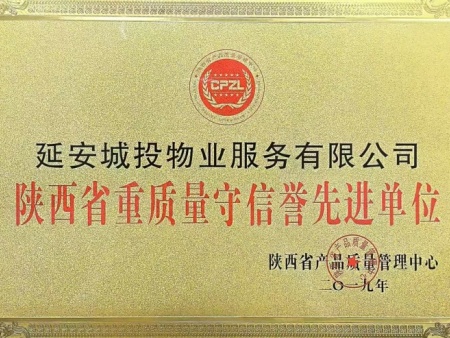 CPZL
延安城投物业服务有限公司
陕西省重质量守信誉先进单位
陕西省产品质量管理中心
二〇一九年